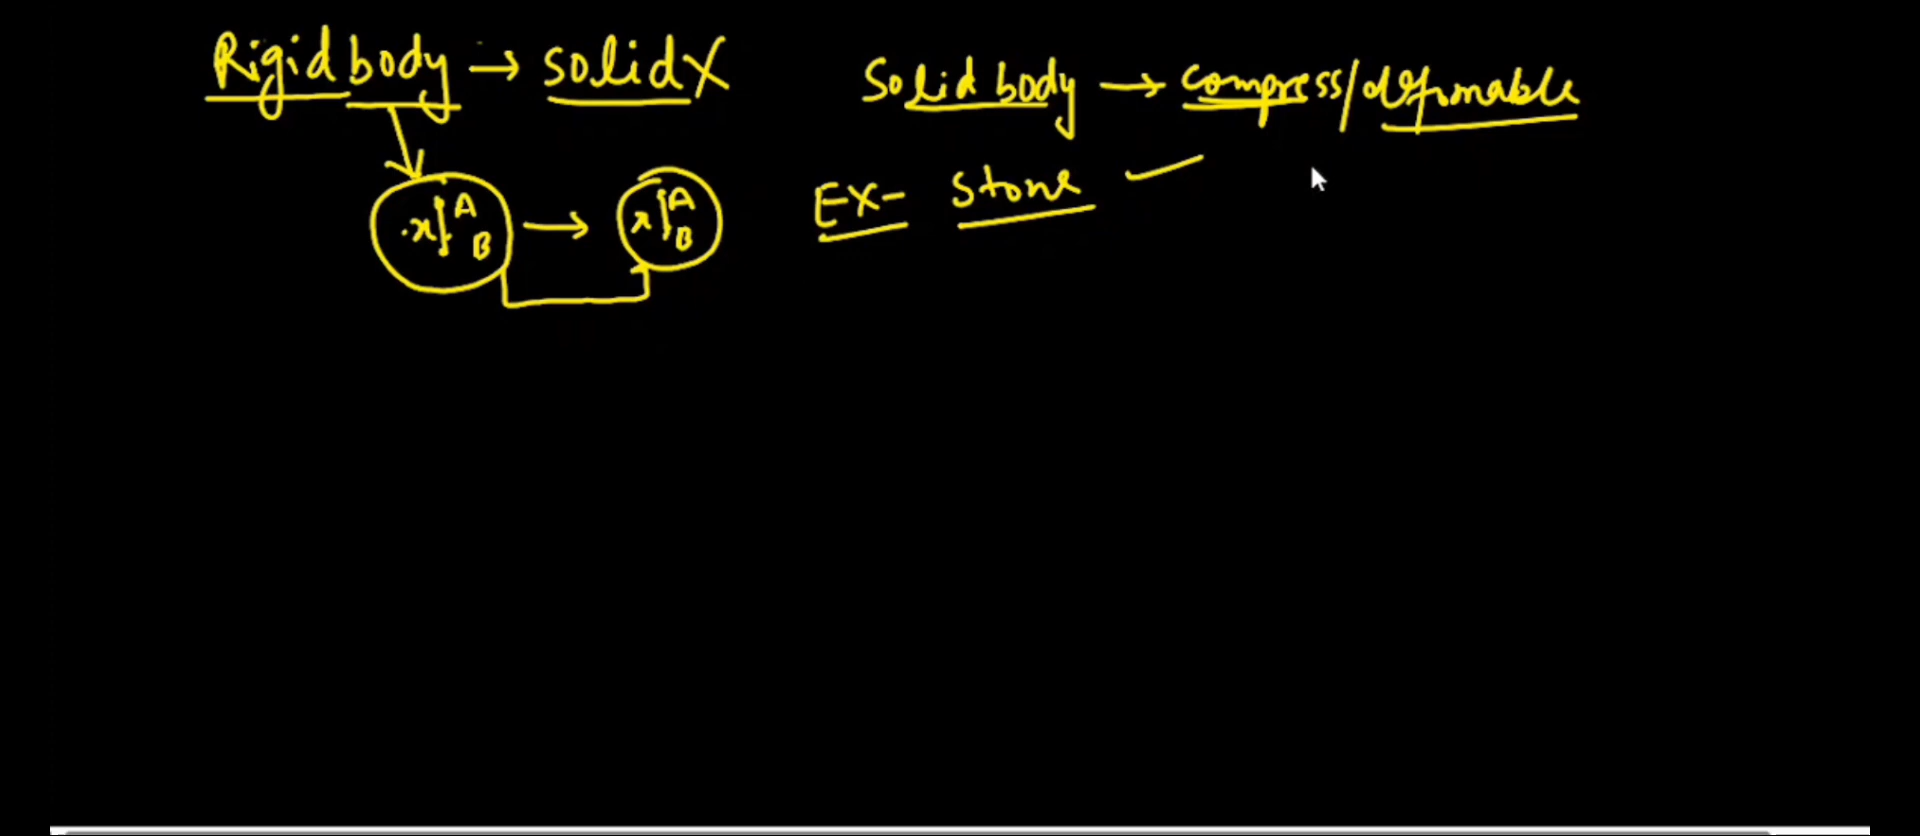 Rigid body → solid X
Solid body → compress/deformable
x A B → x A B
EX- Stone ✓